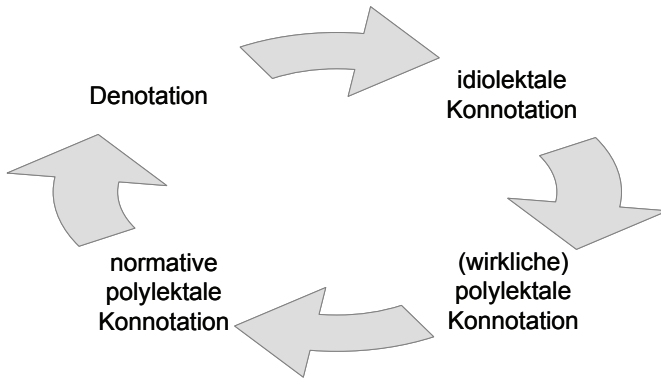 Denotation
idiolektale
Konnotation
(wirkliche)
polylektale
Konnotation
normative
polylektale
Konnotation